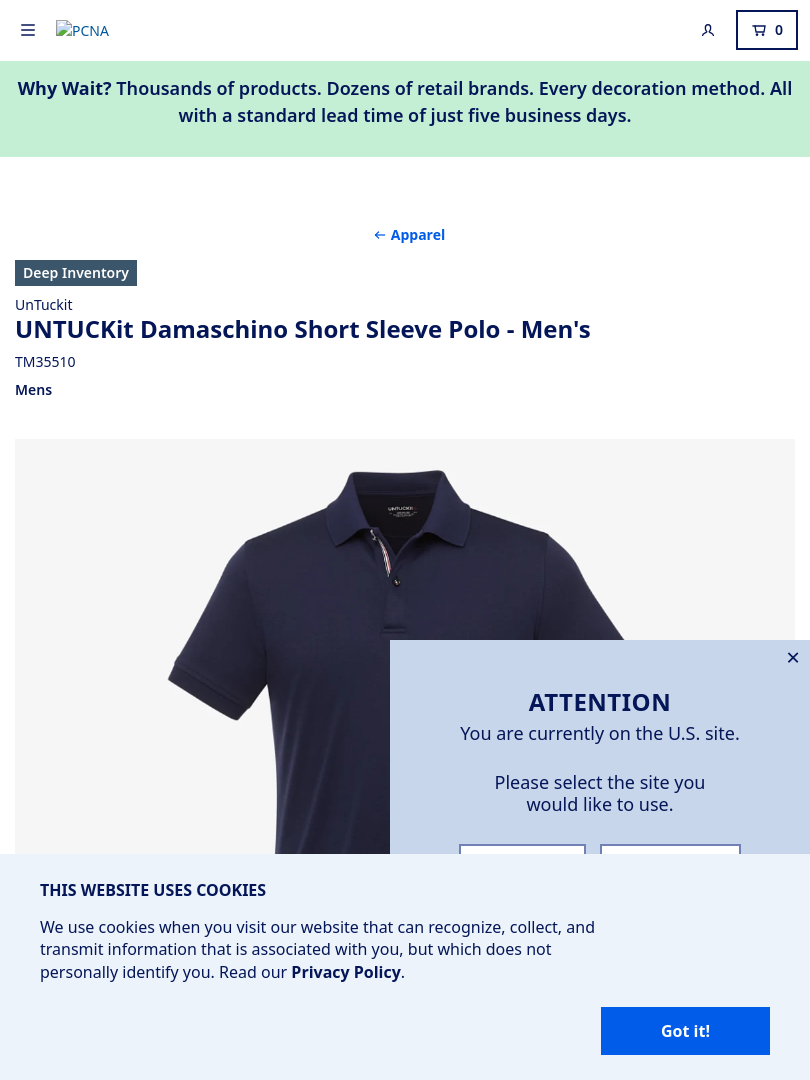 PCNA
0
Why Wait? Thousands of products. Dozens of retail brands. Every decoration method. All
with a standard lead time of just five business days.
← Apparel
Deep Inventory
UnTuckit
UNTUCKit Damaschino Short Sleeve Polo - Men's
TM35510
Mens
UNTUCKit
ATTENTION
You are currently on the U.S. site.
Please select the site you
would like to use.
THIS WEBSITE USES COOKIES
We use cookies when you visit our website that can recognize, collect, and
transmit information that is associated with you, but which does not
personally identify you. Read our Privacy Policy.
Got it!